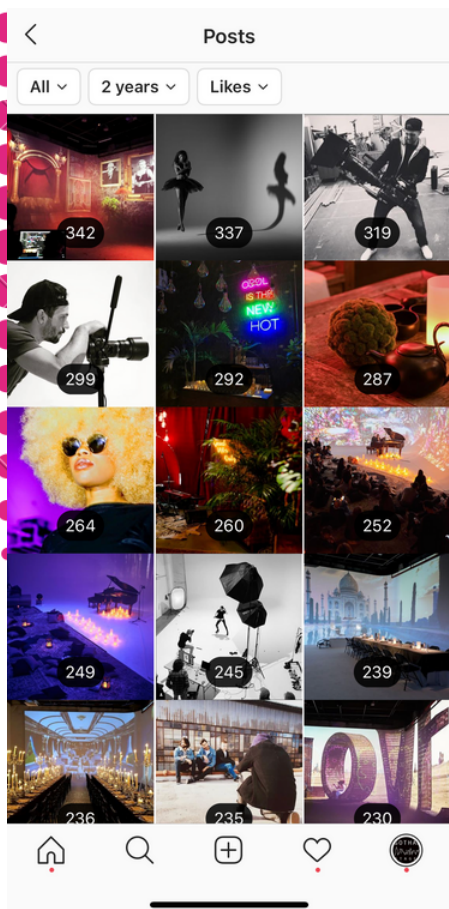 Posts
All 2 years Likes
342 337 319
299 292 287
COOL
IS THE
NEW
HOT
264 260 252
249 245 239
236 235 230